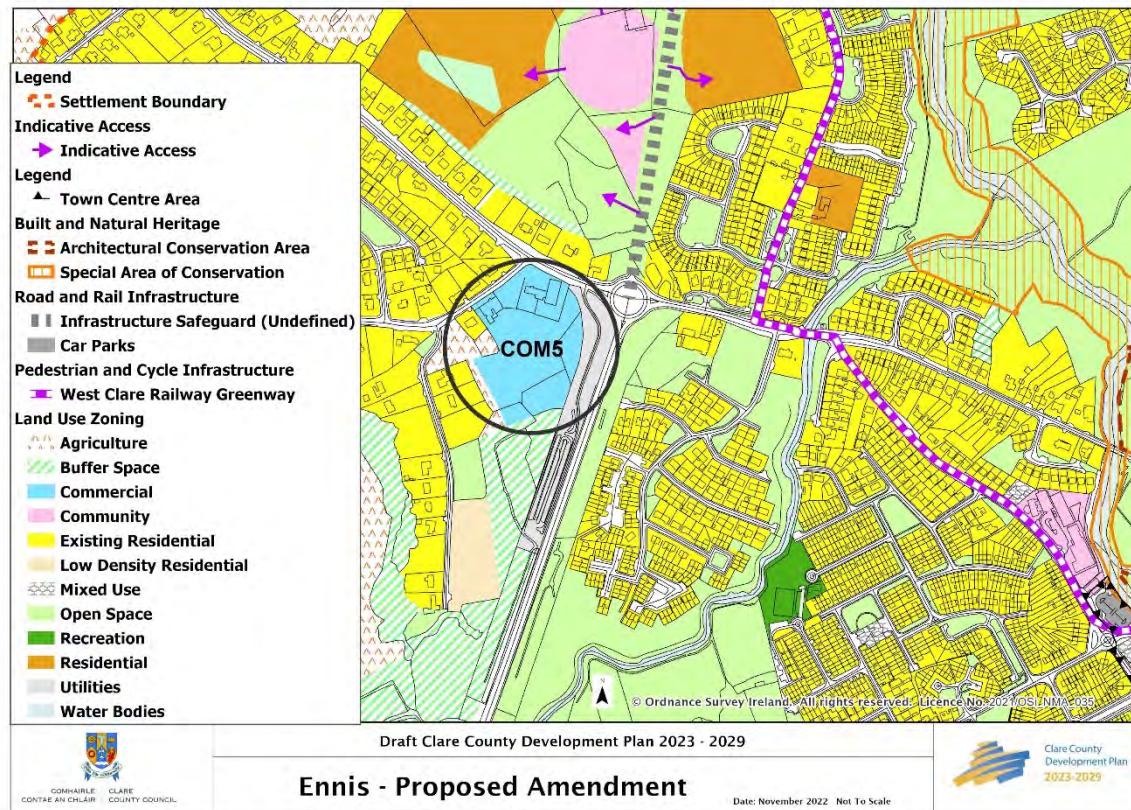 Legend
Settlement Boundary
Indicative Access
Indicative Access
Legend
Town Centre Area
Built and Natural Heritage
Architectural Conservation Area
Special Area of Conservation
Road and Rail Infrastructure
Infrastructure Safeguard (Undefined)
Car Parks
Pedestrian and Cycle Infrastructure
West Clare Railway Greenway
Land Use Zoning
Agriculture
Buffer Space
Commercial
Community
Existing Residential
Low Density Residential
Mixed Use
Open Space
Recreation
Residential
Utilities
Water Bodies
COM5
N
© Ordnance Survey Ireland. All rights reserved. Licence No. 2021/OSI_NMA_035
COMHAIRLE CLARE
CONTAE AN CHLÁIR COUNTY COUNCIL
Draft Clare County Development Plan 2023 - 2029
Ennis - Proposed Amendment
Date: November 2022 Not To Scale
Clare County
Development Plan
2023-2029